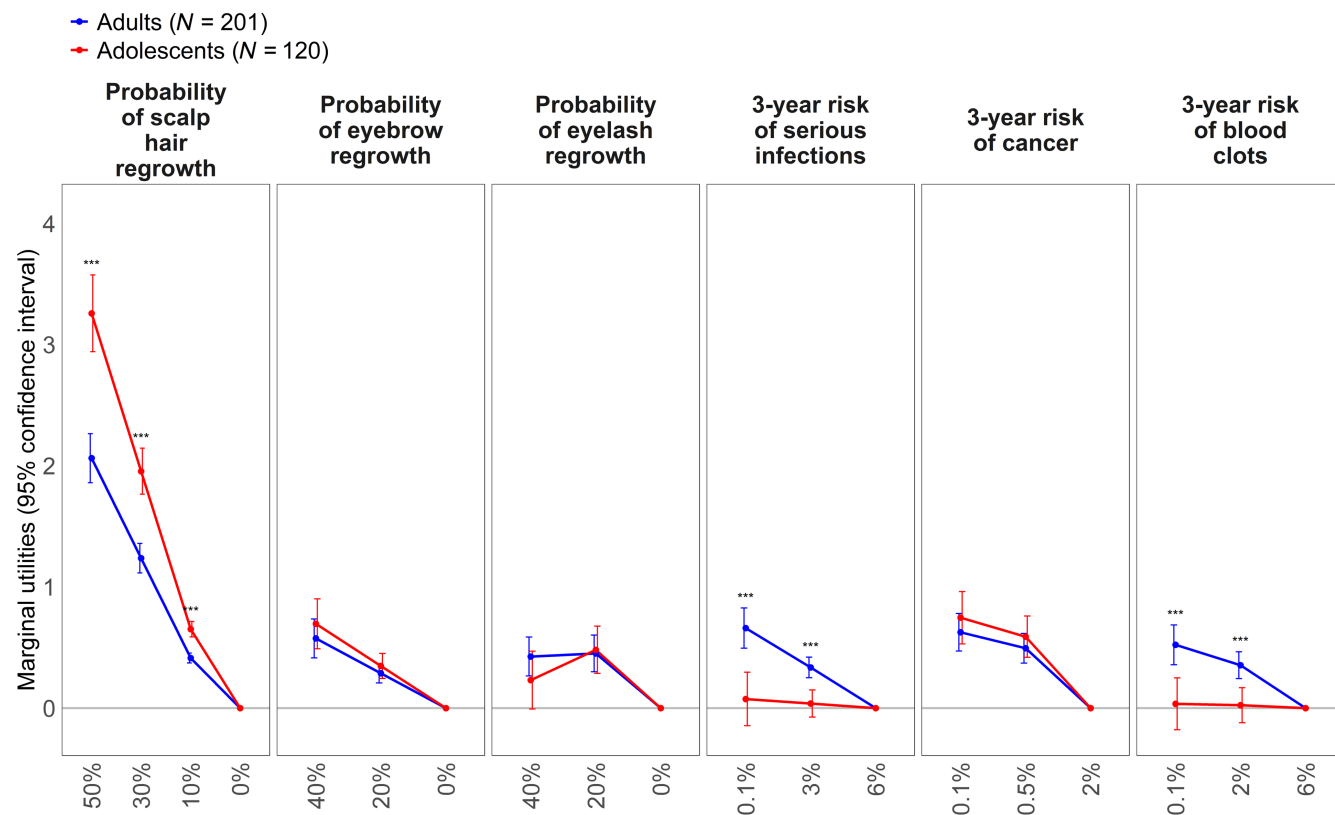 Adults (N = 201)
Adolescents (N = 120)
Probability
of scalp
hair
regrowth
Probability
of eyebrow
regrowth
Probability
of eyelash
regrowth
3-year risk
of serious
infections
3-year risk
of cancer
3-year risk
of blood
clots
Marginal utilities (95% confidence interval)
4
3
2
1
0
***
***
***
***
***
***
***
50%
30%
10%
0%
40%
20%
0%
40%
20%
0%
0.1%
3%
6%
0.1%
0.5%
2%
0.1%
2%
6%